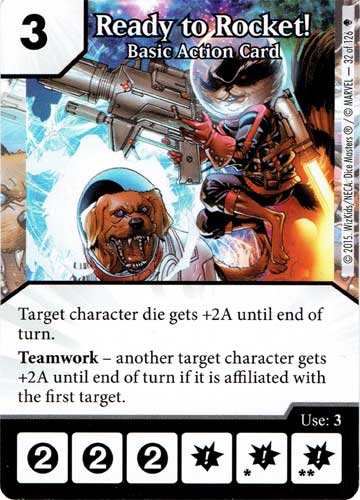 3
Ready to Rocket!
Basic Action Card
© 2015. WizKids/NECA. Dice Masters ® / © MARVEL — 32 of 126
Target character die gets +2A until end of
turn.
Teamwork – another target character gets
+2A until end of turn if it is affiliated with
the first target.
Use: 3
2 2 2 ! ! !
* **